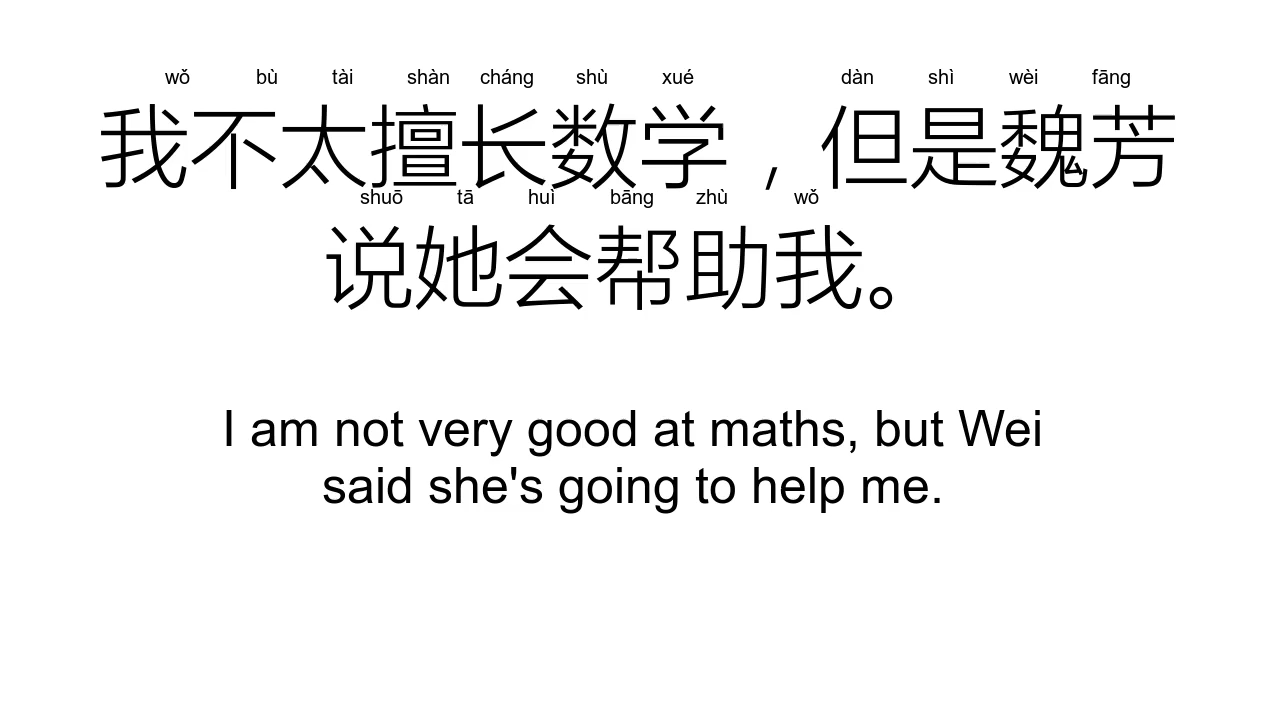 wǒ bù tài shàn cháng shù xué dàn shì wèi fāng
我不太擅长数学，但是魏芳
shuō tā huì bāng zhù wǒ
说她会帮助我。
I am not very good at maths, but Wei
said she's going to help me.